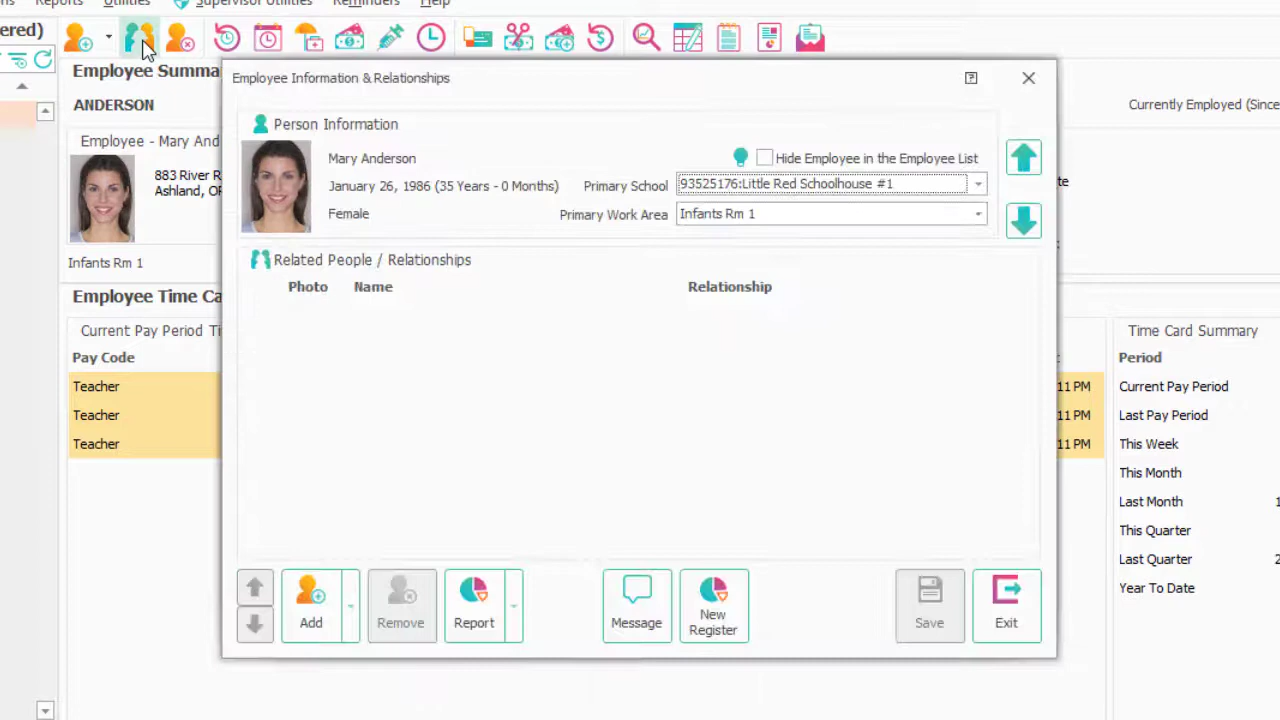 Reports
Utilities
Supervisor Utilities
Reminders
Help
ered)
Employee Summa
ANDERSON
Currently Employed (Since
Employee - Mary And
883 River R
Ashland, OR
Infants Rm 1
Employee Information & Relationships
Person Information
Mary Anderson
Hide Employee in the Employee List
January 26, 1986 (35 Years - 0 Months)
Primary School
93525176:Little Red Schoolhouse #1
Female
Primary Work Area
Infants Rm 1
Related People / Relationships
Photo
Name
Relationship
Employee Time Ca
Current Pay Period Ti
Pay Code
Teacher
Teacher
Teacher
11 PM
11 PM
11 PM
Time Card Summary
Period
Current Pay Period
Last Pay Period
This Week
This Month
Last Month
This Quarter
Last Quarter
Year To Date
Add
Remove
Report
Message
New
Register
Save
Exit